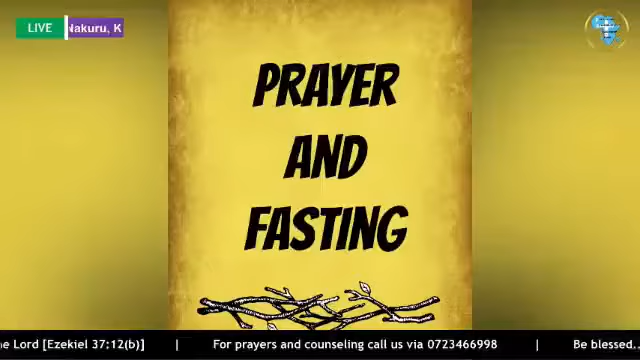 LIVE
Nakuru, K
PRAYER
AND
FASTING
he Lord [Ezekiel 37:12(b)] | For prayers and counseling call us via 0723466998 | Be blessed.